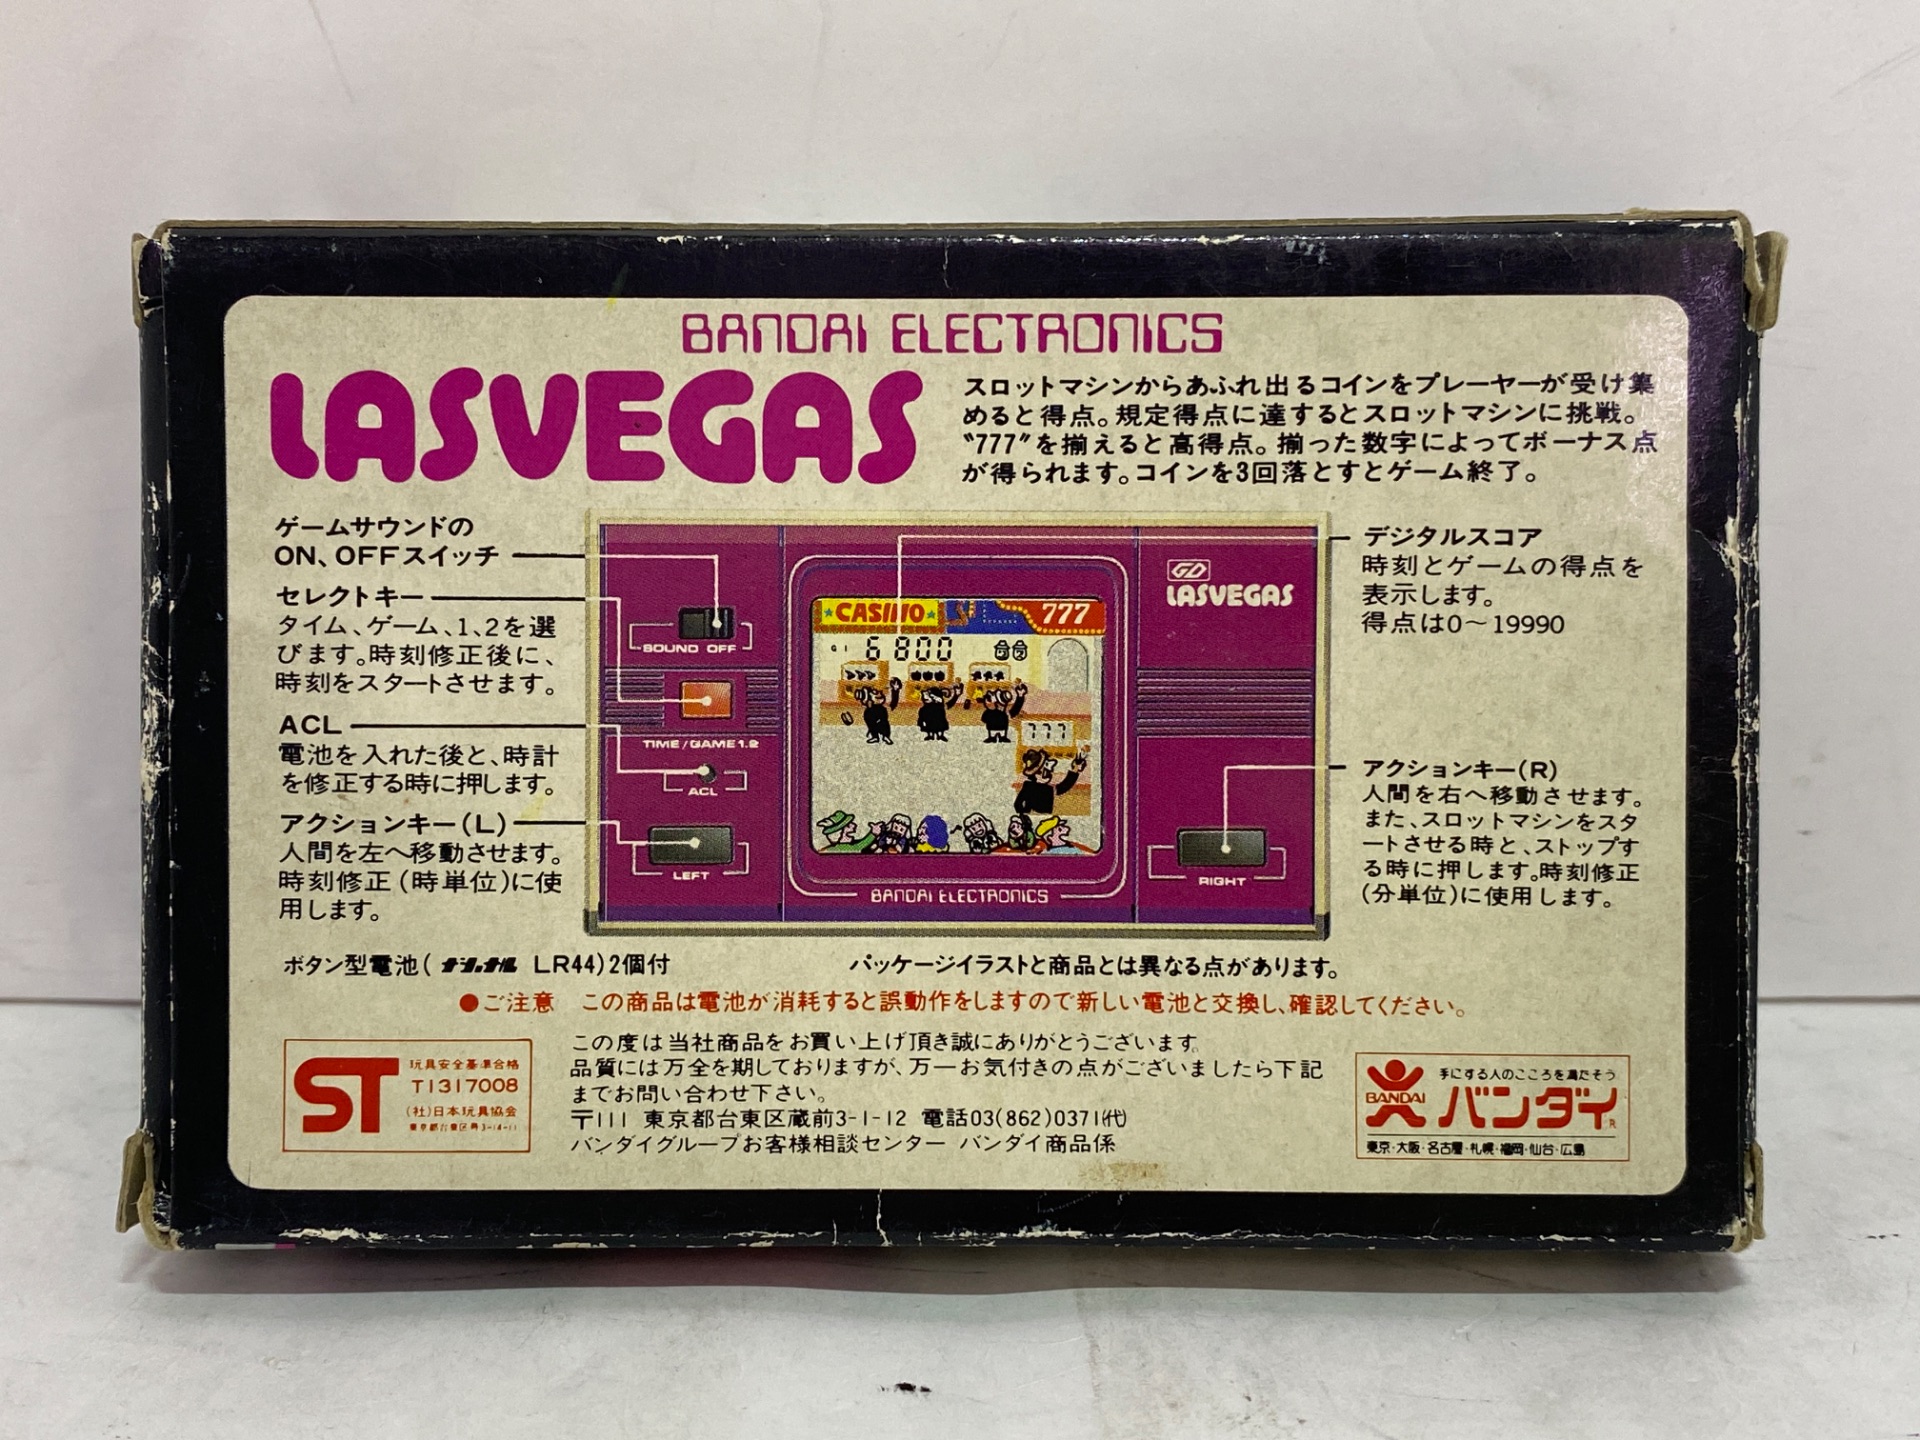 BANDAI ELECTRONICS
LASVEGAS
スロットマシンからあふれ出るコインをプレーヤーが受け集
めると得点。規定得点に達するとスロットマシンに挑戦。
〝777〟を揃えると高得点。揃った数字によってボーナス点
が得られます。コインを3回落とすとゲーム終了。
ゲームサウンドの
ON、OFFスイッチ
セレクトキー
タイム、ゲーム、1、2を選
びます。時刻修正後に、
時刻をスタートさせます。
ACL
電池を入れた後と、時計
を修正する時に押します。
アクションキー(L)
人間を左へ移動させます。
時刻修正(時単位)に使
用します。
SOUND OFF
TIME/GAME1.2
ACL
LEFT
CASINO
777
G1
6800
777
BANDAI ELECTRONICS
GD
LASVEGAS
RIGHT
デジタルスコア
時刻とゲームの得点を
表示します。
得点は0〜19990
アクションキー(R)
人間を右へ移動させます。
また、スロットマシンをスタ
ートさせる時と、ストップす
る時に押します。時刻修正
(分単位)に使用します。
ボタン型電池(ナショナル LR44)2個付
パッケージイラストと商品とは異なる点があります。
●ご注意 この商品は電池が消耗すると誤動作をしますので新しい電池と交換し、確認してください。
ST
玩具安全基準合格
T1317008
(社)日本玩具協会
東京都台東区寿3-14-11
この度は当社商品をお買い上げ頂き誠にありがとうございます。
品質には万全を期しておりますが、万一お気付きの点がございましたら下記
までお問い合わせ下さい。
〒111 東京都台東区蔵前3-1-12 電話03(862)0371㈹
バンダイグループお客様相談センター バンダイ商品係
手にする人のこころを満たそう
BANDAI
バンダイ
東京・大阪・名古屋・札幌・福岡・仙台・広島